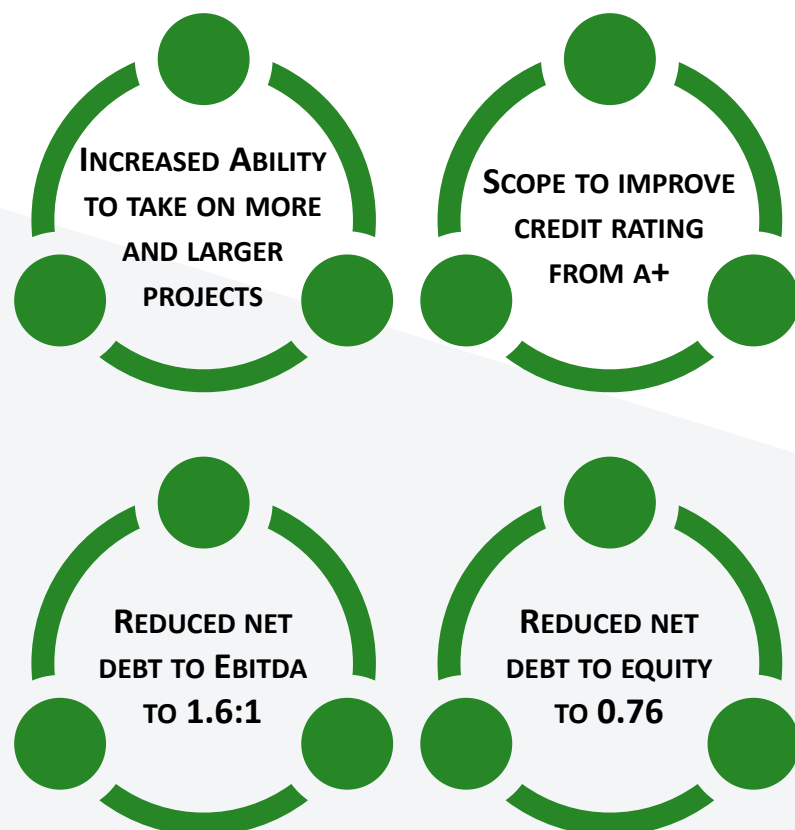 Increased Ability
to take on more
and larger
projects
Scope to improve
credit rating
from a+
Reduced net
debt to Ebitda
to 1.6:1
Reduced net
debt to equity
to 0.76